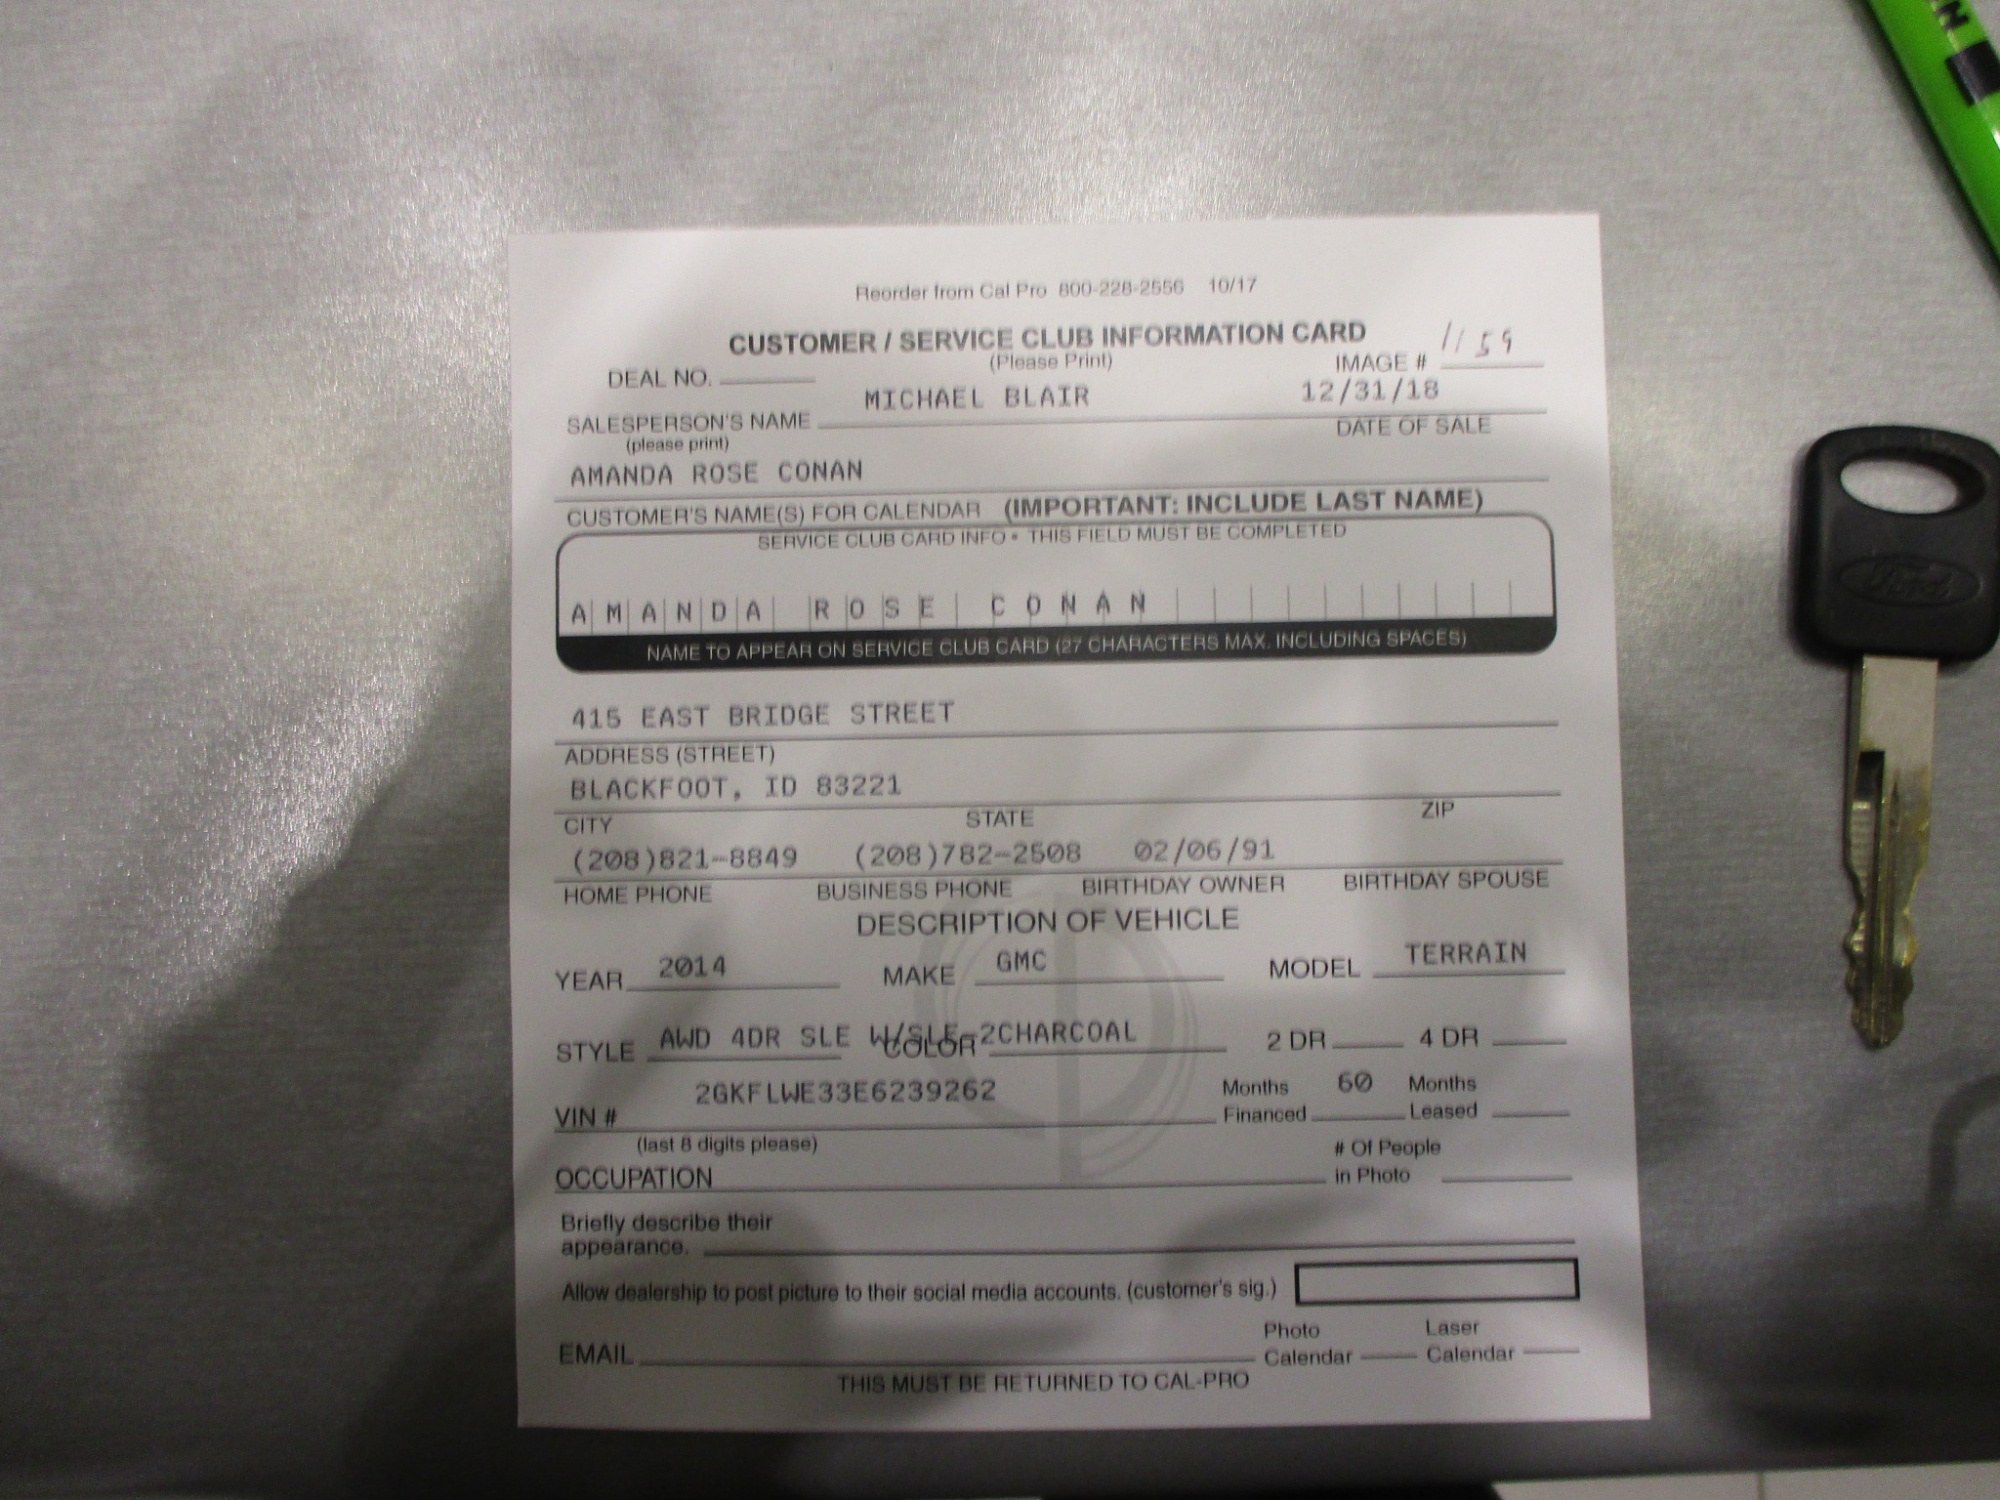 Reorder from Cal Pro 800-228-2556 10/17
CUSTOMER / SERVICE CLUB INFORMATION CARD
(Please Print)
IMAGE # 1159
DEAL NO.
MICHAEL BLAIR 12/31/18
SALESPERSON'S NAME DATE OF SALE
(please print)
AMANDA ROSE CONAN
CUSTOMER'S NAME(S) FOR CALENDAR (IMPORTANT: INCLUDE LAST NAME)
SERVICE CLUB CARD INFO • THIS FIELD MUST BE COMPLETED
AMANDA ROSE CONAN
NAME TO APPEAR ON SERVICE CLUB CARD (27 CHARACTERS MAX. INCLUDING SPACES)
415 EAST BRIDGE STREET
ADDRESS (STREET)
BLACKFOOT, ID 83221
CITY STATE ZIP
(208)821-8849 (208)782-2508 02/06/91
HOME PHONE BUSINESS PHONE BIRTHDAY OWNER BIRTHDAY SPOUSE
DESCRIPTION OF VEHICLE
YEAR 2014 MAKE GMC MODEL TERRAIN
STYLE AWD 4DR SLE W/SLE-2CHARCOAL COLOR 2 DR 4 DR
2GKFLWE33E6239262 Months 60 Months
VIN # Financed Leased
(last 8 digits please) # Of People
OCCUPATION in Photo
Briefly describe their
appearance.
Allow dealership to post picture to their social media accounts. (customer's sig.)
Photo Laser
EMAIL Calendar Calendar
THIS MUST BE RETURNED TO CAL-PRO
Ford